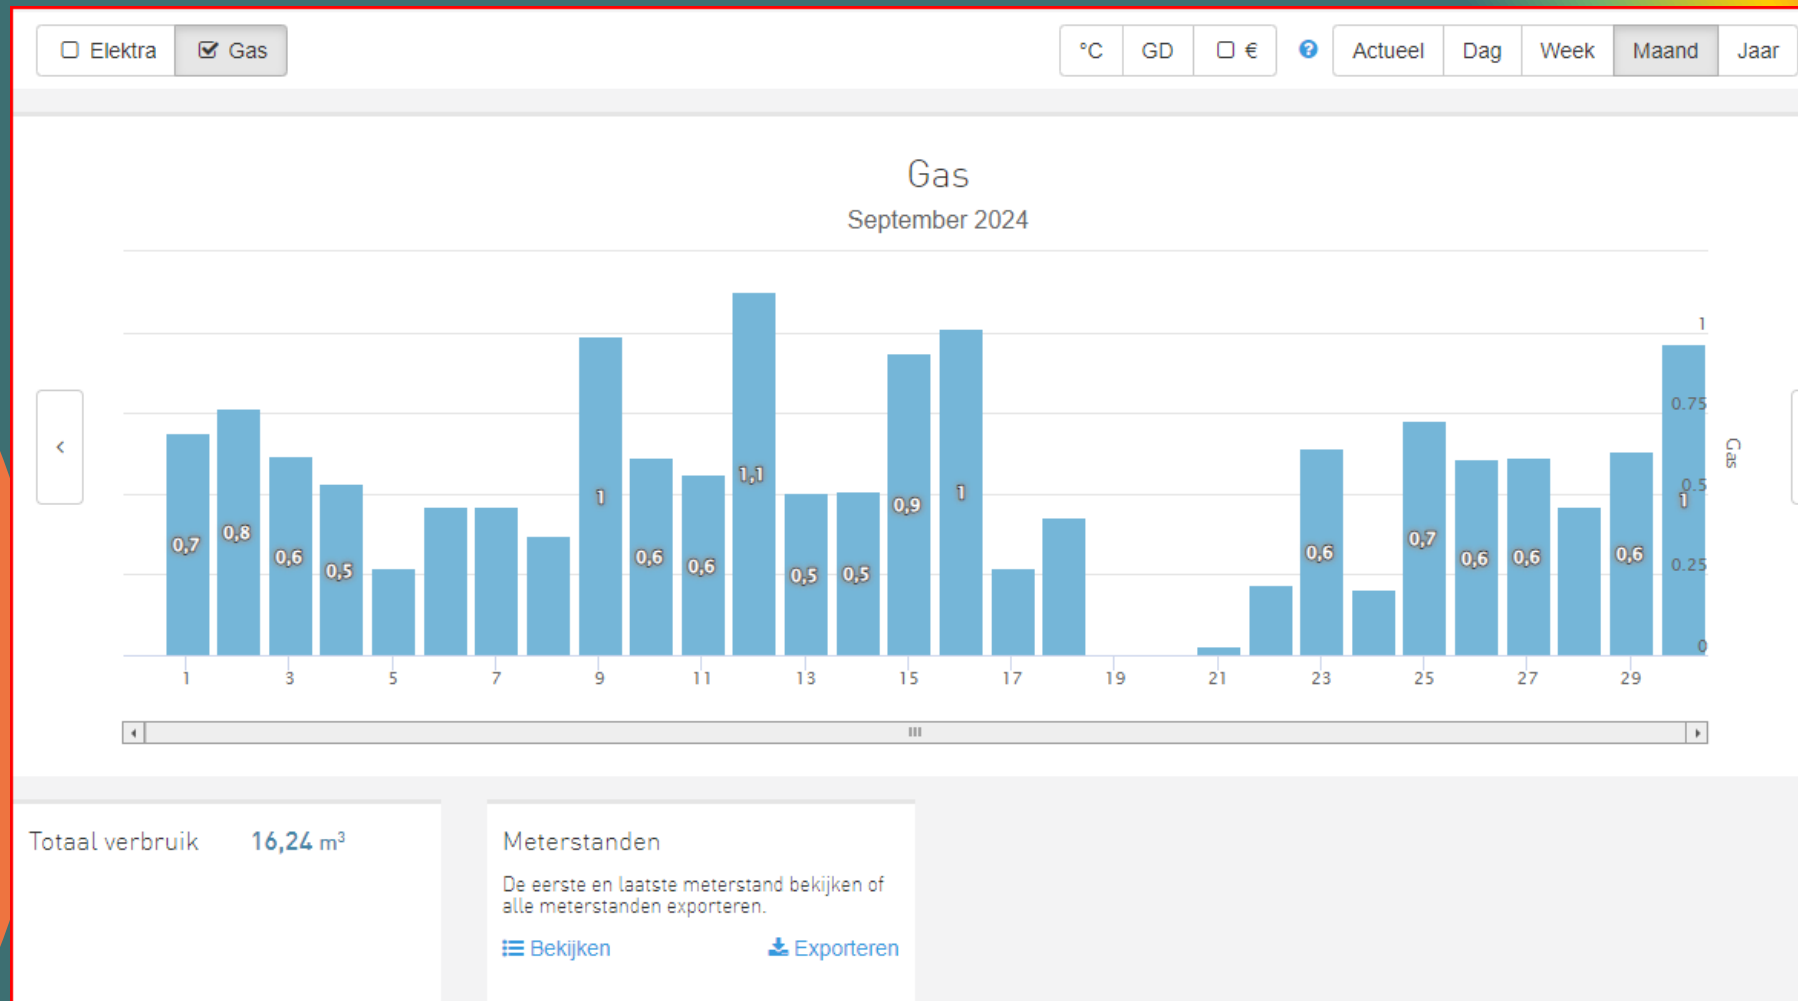 Elektra Gas °C GD € Actueel Dag Week Maand Jaar
Gas
September 2024
1
0.75
0.5
0.25
0
Gas
0,7 0,8 0,6 0,5 1 0,6 0,6 1,1 0,5 0,5 0,9 1 0,6 0,7 0,6 0,6 0,6 1
1 3 5 7 9 11 13 15 17 19 21 23 25 27 29
Totaal verbruik 16,24 m³
Meterstanden
De eerste en laatste meterstand bekijken of
alle meterstanden exporteren.
Bekijken Exporteren